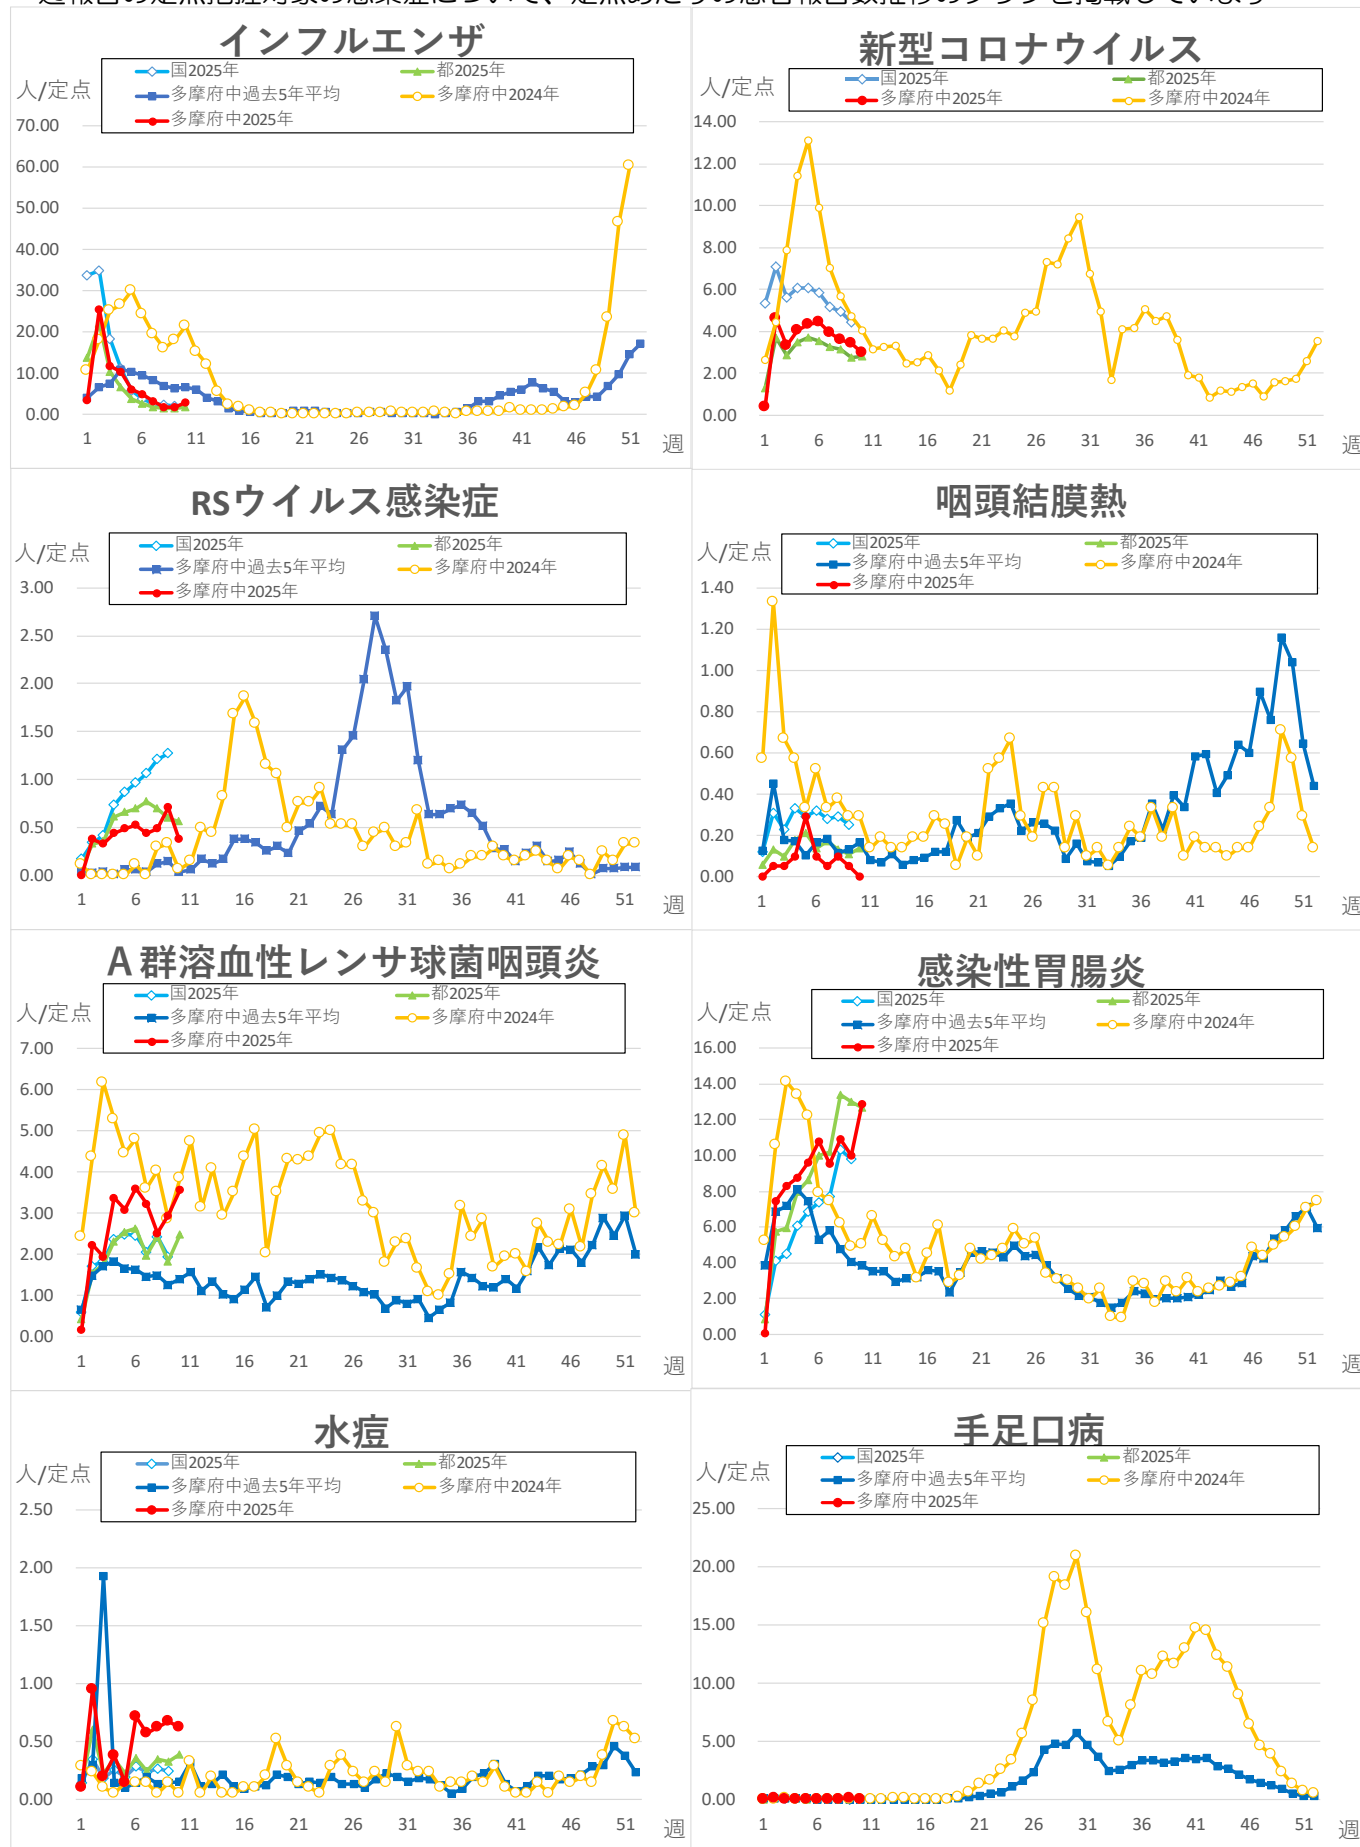 インフルエンザ
国2025年
都2025年
多摩府中過去5年平均
多摩府中2024年
多摩府中2025年
人/定点
70.00
60.00
50.00
40.00
30.00
20.00
10.00
0.00
1 6 11 16 21 26 31 36 41 46 51
週
新型コロナウイルス
国2025年
都2025年
多摩府中2025年
多摩府中2024年
人/定点
14.00
12.00
10.00
8.00
6.00
4.00
2.00
0.00
1 6 11 16 21 26 31 36 41 46 51
週
RSウイルス感染症
国2025年
都2025年
多摩府中過去5年平均
多摩府中2024年
多摩府中2025年
人/定点
3.00
2.50
2.00
1.50
1.00
0.50
0.00
1 6 11 16 21 26 31 36 41 46 51
週
咽頭結膜熱
国2025年
都2025年
多摩府中過去5年平均
多摩府中2024年
多摩府中2025年
人/定点
1.40
1.20
1.00
0.80
0.60
0.40
0.20
0.00
1 6 11 16 21 26 31 36 41 46 51
週
A群溶血性レンサ球菌咽頭炎
国2025年
都2025年
多摩府中過去5年平均
多摩府中2024年
多摩府中2025年
人/定点
7.00
6.00
5.00
4.00
3.00
2.00
1.00
0.00
1 6 11 16 21 26 31 36 41 46 51
週
感染性胃腸炎
国2025年
都2025年
多摩府中過去5年平均
多摩府中2024年
多摩府中2025年
人/定点
16.00
14.00
12.00
10.00
8.00
6.00
4.00
2.00
0.00
1 6 11 16 21 26 31 36 41 46 51
週
水痘
国2025年
都2025年
多摩府中過去5年平均
多摩府中2024年
多摩府中2025年
人/定点
2.50
2.00
1.50
1.00
0.50
0.00
1 6 11 16 21 26 31 36 41 46 51
週
手足口病
国2025年
都2025年
多摩府中過去5年平均
多摩府中2024年
多摩府中2025年
人/定点
25.00
20.00
15.00
10.00
5.00
0.00
1 6 11 16 21 26 31 36 41 46 51
週